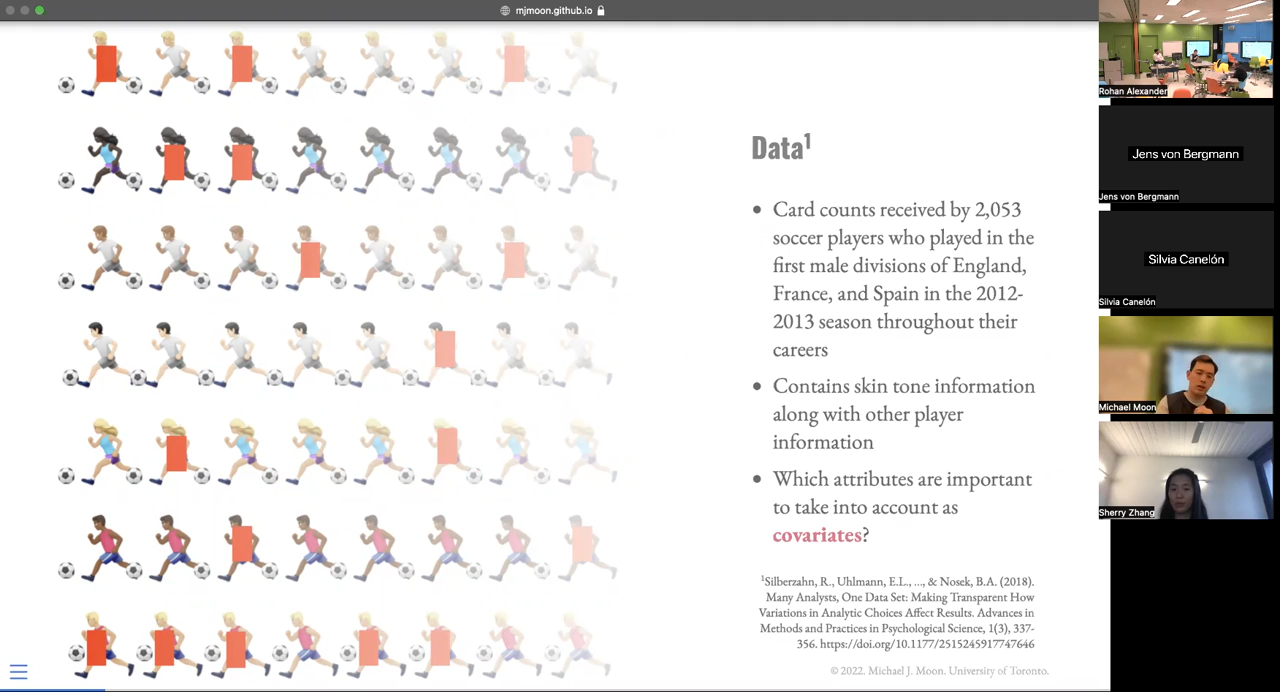 mjmoon.github.io
Data1
• Card counts received by 2,053
soccer players who played in the
first male divisions of England,
France, and Spain in the 2012-
2013 season throughout their
careers
• Contains skin tone information
along with other player
information
• Which attributes are important
to take into account as
covariates?
1Silberzahn, R., Uhlmann, E.L., ..., & Nosek, B.A. (2018).
Many Analysts, One Data Set: Making Transparent How
Variations in Analytic Choices Affect Results. Advances in
Methods and Practices in Psychological Science, 1(3), 337-
356. https://doi.org/10.1177/2515245917747646
© 2022. Michael J. Moon. University of Toronto.
Rohan Alexander
Jens von Bergmann
Jens von Bergmann
Silvia Canelón
Silvia Canelón
Michael Moon
Sherry Zhang